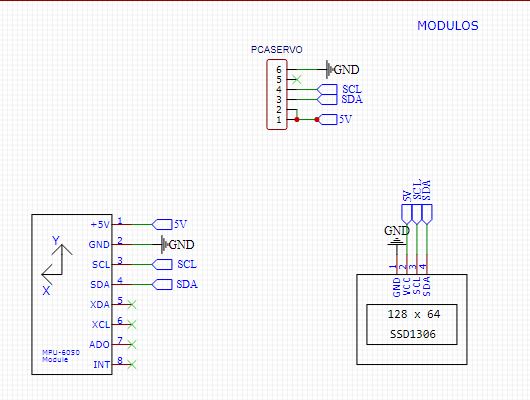 MODULOS
PCASERVO
6 GND
5
4 SCL
3 SDA
2
1 5V
+5V 1 5V
GND 2 GND
SCL 3 SCL
SDA 4 SDA
XDA 5
XCL 6
ADO 7
INT 8
Y
X
MPU-6050
Module
5V
SCL
SDA
GND
1 2 3 4
GND
VCC
SCL
SDA
128 x 64
SSD1306